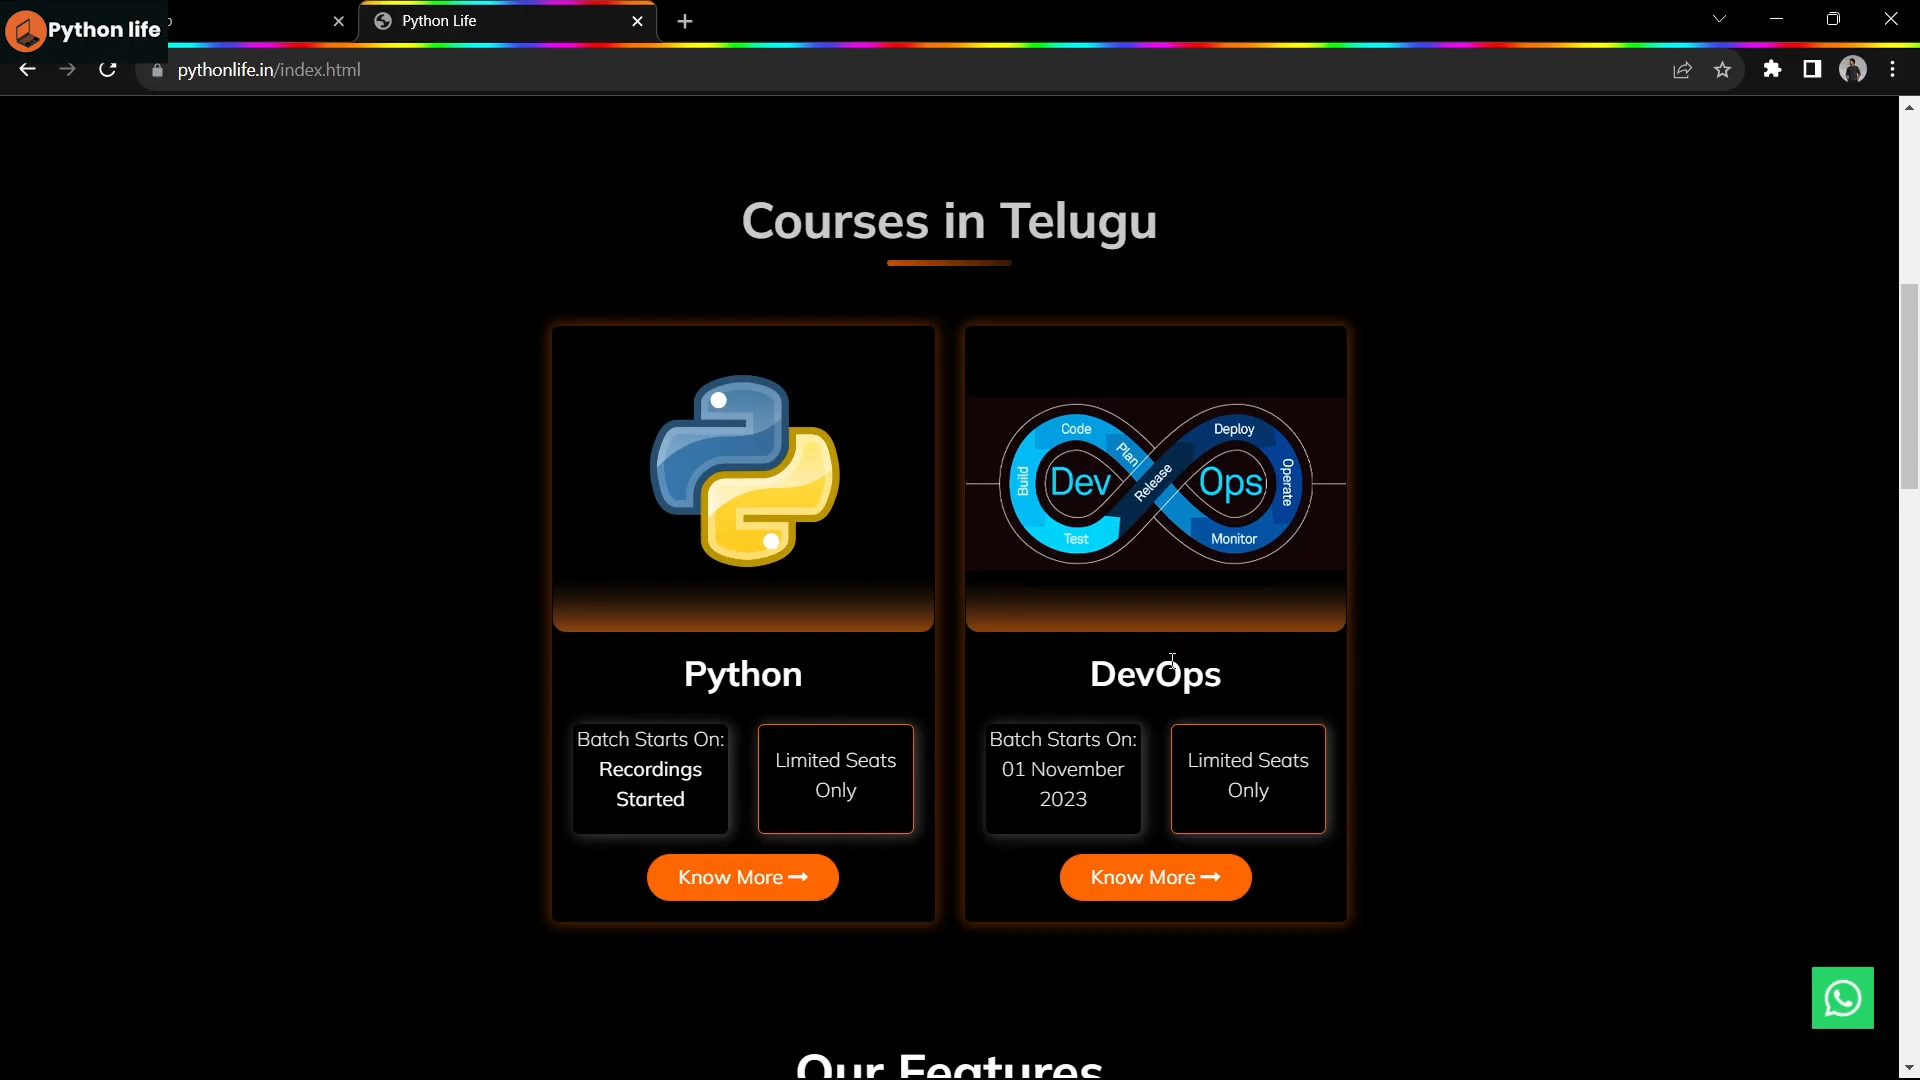 Python life
Python Life
pythonlife.in/index.html
Courses in Telugu
Code
Plan
Build
Dev
Test
Release
Deploy
Ops
Operate
Monitor
Python
DevOps
Batch Starts On:
Recordings
Started
Limited Seats
Only
Batch Starts On:
01 November
2023
Limited Seats
Only
Know More
Know More
Our Features